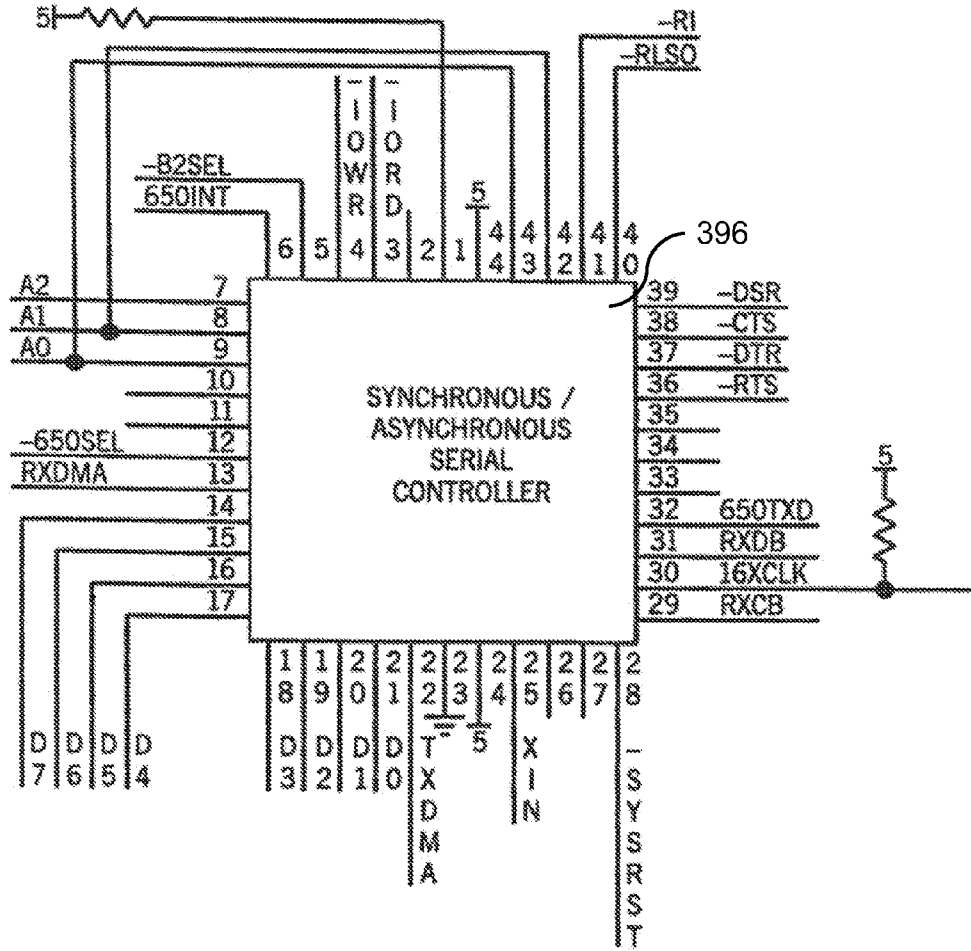 5
-RI
-RLSO
-IOWR
-IORD
-B2SEL
650INT
5
6 5 4 3 2 1 44 43 42 41 40
396
A2 7
A1 8
A0 9
10
11
-650SEL 12
RXDMA 13
14
15
16
17
SYNCHRONOUS /
ASYNCHRONOUS
SERIAL
CONTROLLER
39 -DSR
38 -CTS
37 -DTR
36 -RTS
35
34
33
32 650TXD
31 RXDB
30 16XCLK
29 RXCB
5
18 19 20 21 22 23 24 25 26 27 28
D7 D6 D5 D4
D3 D2 D1 D0
TXDMA
5
XIN
-SYSRST